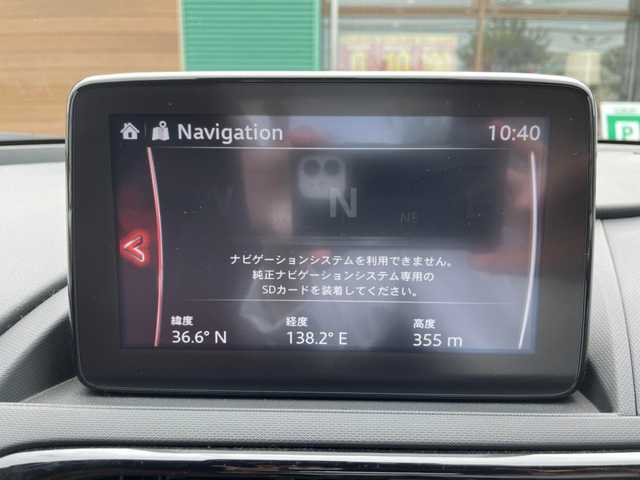 Navigation 10:40
N
NE
ナビゲーションシステムを利用できません。
純正ナビゲーションシステム専用の
SDカードを装着してください。
緯度 経度 高度
36.6° N 138.2° E 355 m
P